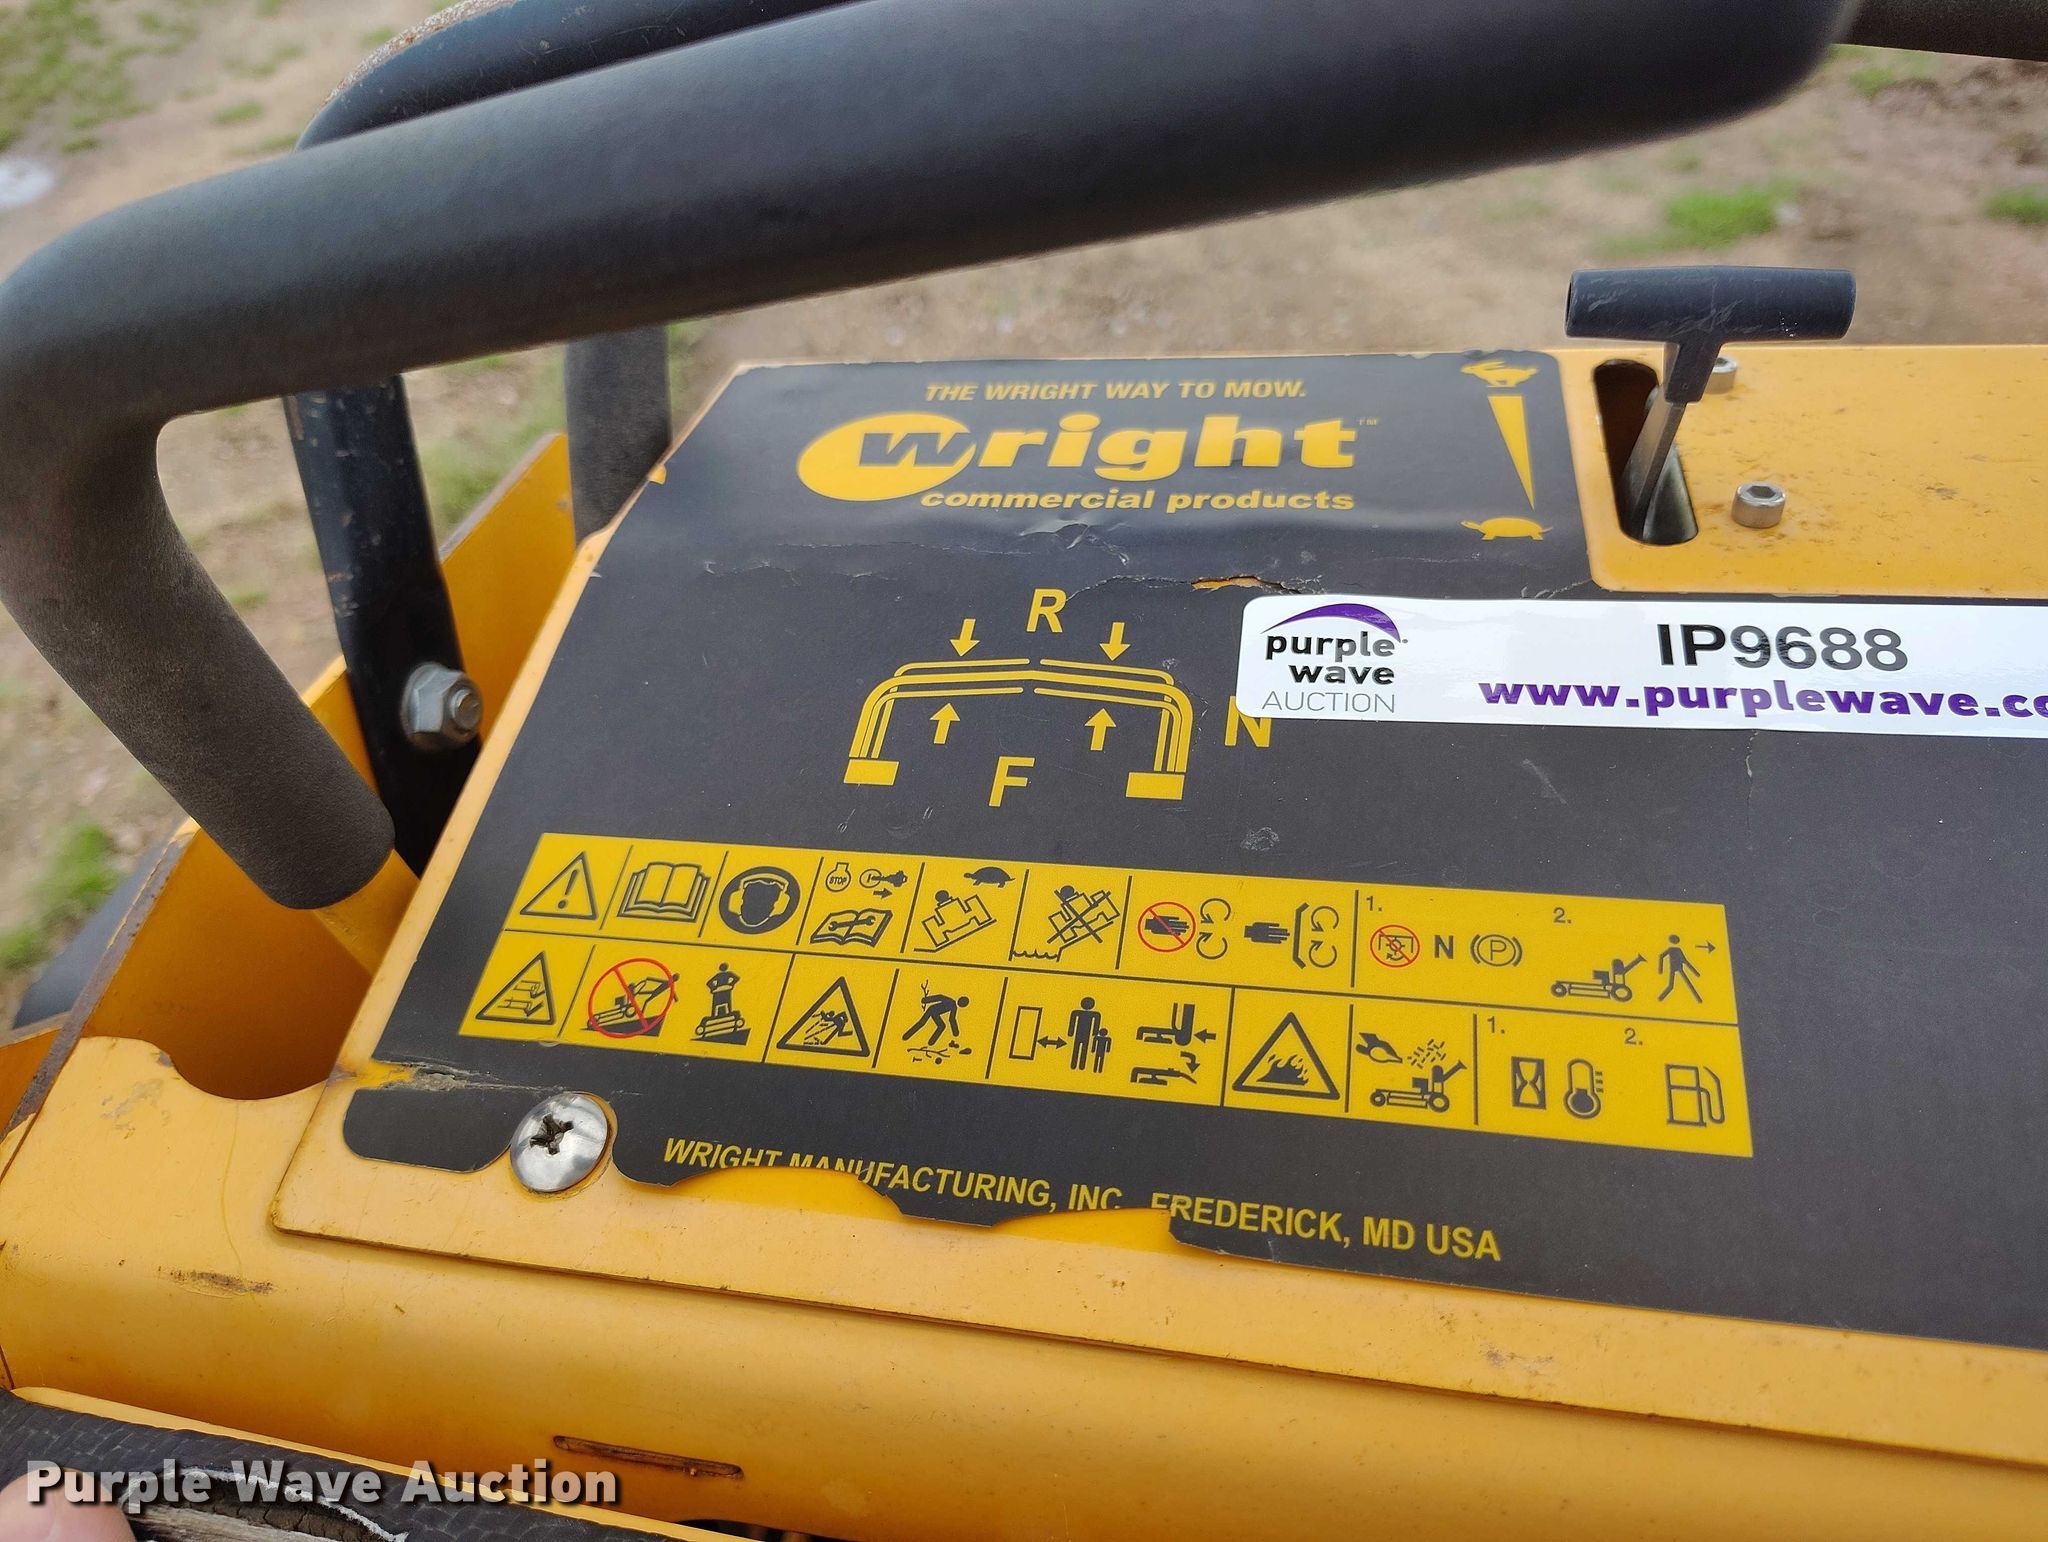 THE WRIGHT WAY TO MOW.
wright™
commercial products
R
purple
wave
AUCTION
IP9688
www.purplewave.co
N
F
STOP
1.
2.
N
P
1.
2.
WRIGHT MANUFACTURING, INC. FREDERICK, MD USA
Purple Wave Auction